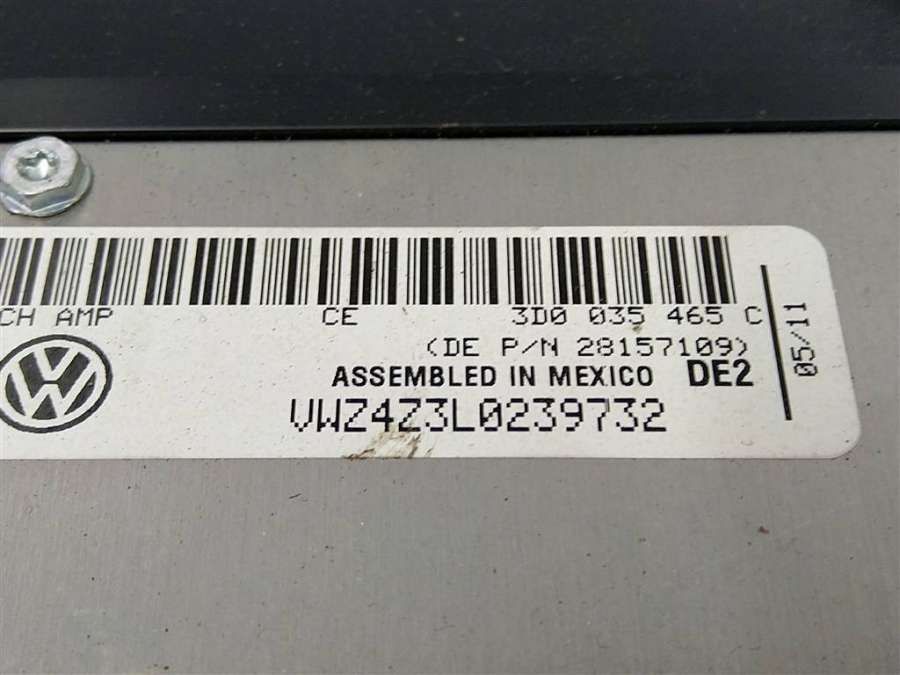 CH AMP CE 3D0 035 465 C
(DE P/N 28157109)
ASSEMBLED IN MEXICO DE2
VWZ4Z3L0239732
05/11